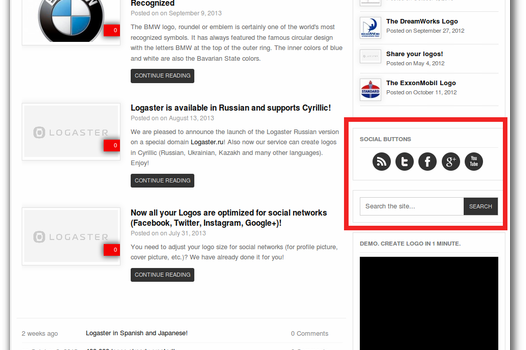 Recognized
Posted on on September 9, 2013
The BMW logo, roundel or emblem is certainly one of the world's most
recognized symbols. It has always featured the famous circular design
with the letters BMW at the top of the outer ring. The inner colors of blue
and white are also the Bavarian State colors.
CONTINUE READING
0
Logaster is available in Russian and supports Cyrillic!
Posted on on August 13, 2013
We are pleased to announce the launch of the Logaster Russian version
on a special domain Logaster.ru! Also now our service can create logos
in Cyrillic (Russian, Ukrainian, Kazakh and many other languages).
Enjoy!
CONTINUE READING
LOGASTER
0
Now all your Logos are optimized for social networks
(Facebook, Twitter, Instagram, Google+)!
Posted on on July 31, 2013
You need to adjust your logo size for social networks (for profile picture,
cover picture, etc.)? We have already done it for you!
CONTINUE READING
LOGASTER
0
2 weeks ago Logaster in Spanish and Japanese! 0 Comments
The DreamWorks Logo
Posted on September 27, 2012
Share your logos!
Posted on May 4, 2012
The ExxonMobil Logo
Posted on October 11, 2012
STANDARD
SOCIAL BUTTONS
t f g+ You Tube
Search the site... SEARCH
DEMO. CREATE LOGO IN 1 MINUTE.